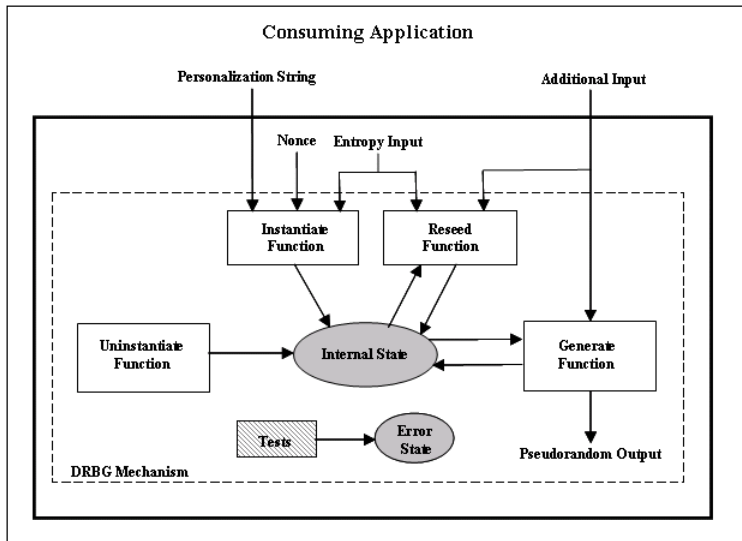 Consuming Application
Personalization String
Additional Input
Nonce
Entropy Input
Instantiate
Function
Reseed
Function
Uninstantiate
Function
Internal State
Generate
Function
Tests
Error
State
Pseudorandom Output
DRBG Mechanism